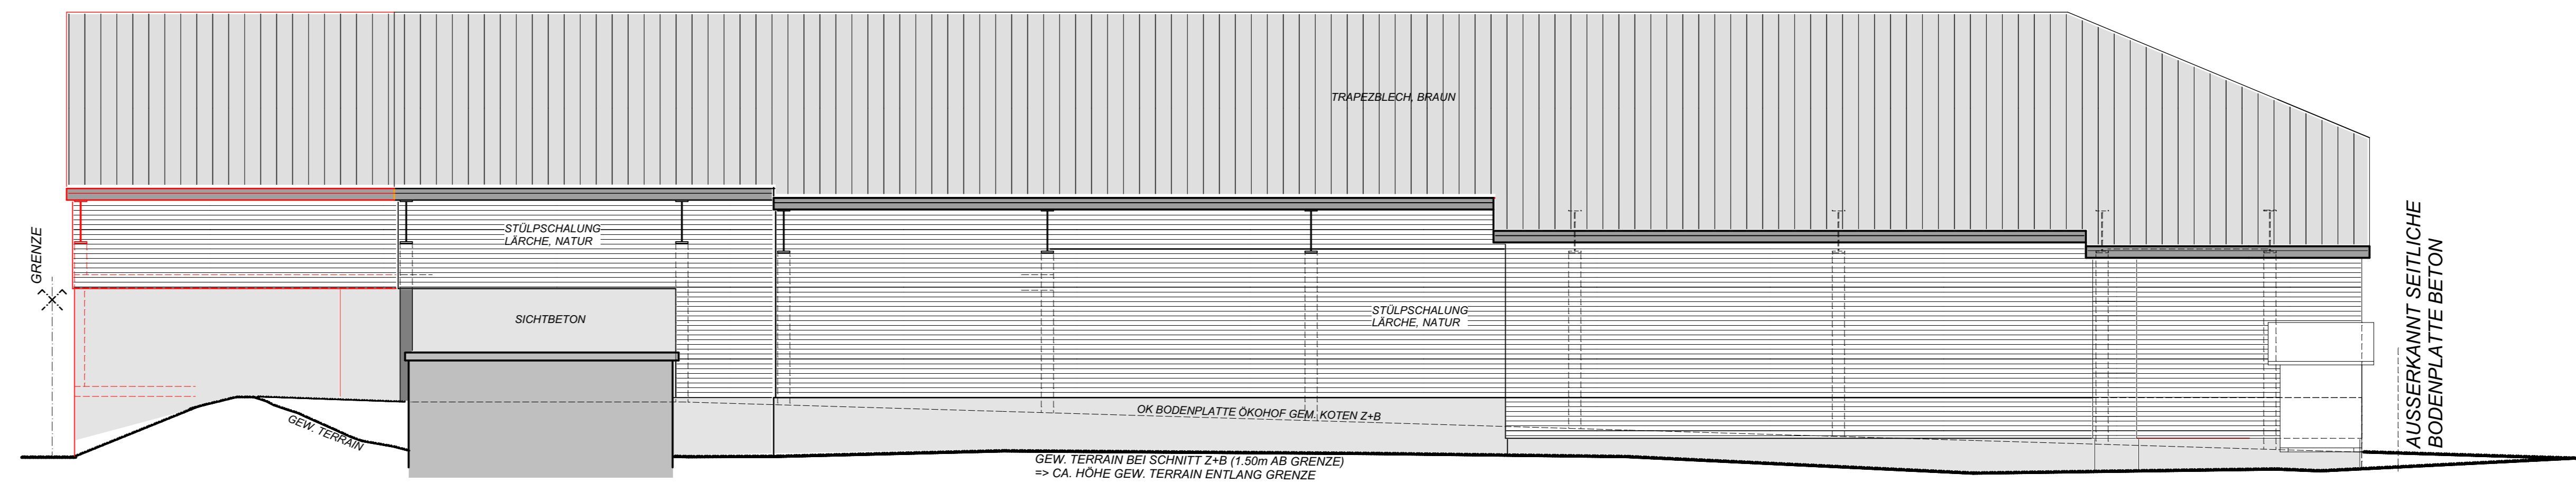 TRAPEZBLECH, BRAUN
GRENZE
STÜLPSCHALUNG
LÄRCHE, NATUR
SICHTBETON
STÜLPSCHALUNG
LÄRCHE, NATUR
GEW. TERRAIN
OK BODENPLATTE ÖKOHOF GEM. KOTEN Z+B
GEW. TERRAIN BEI SCHNITT Z+B (1.50m AB GRENZE)
=> CA. HÖHE GEW. TERRAIN ENTLANG GRENZE
AUSSERKANNT SEITLICHE
BODENPLATTE BETON